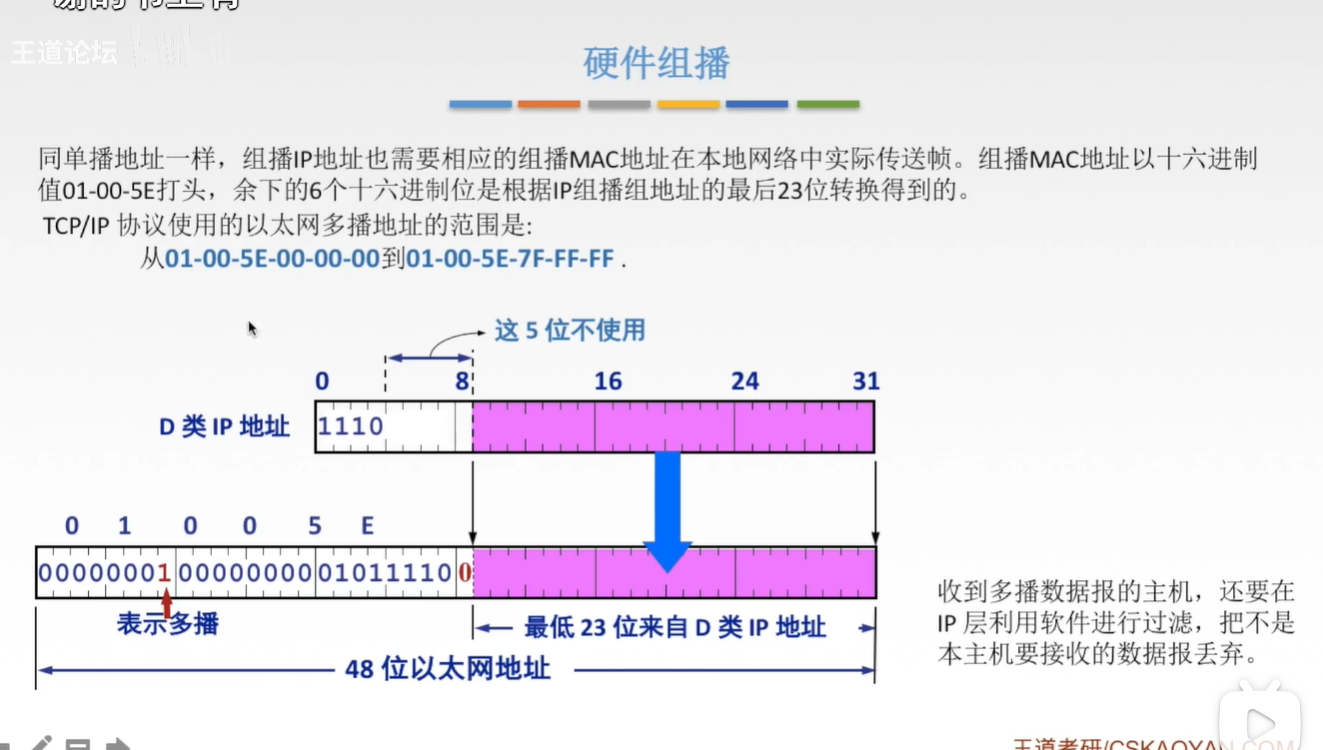 王道论坛
硬件组播
同单播地址一样，组播IP地址也需要相应的组播MAC地址在本地网络中实际传送帧。组播MAC地址以十六进制
值01-00-5E打头，余下的6个十六进制位是根据IP组播组地址的最后23位转换得到的。
TCP/IP 协议使用的以太网多播地址的范围是:
从01-00-5E-00-00-00到01-00-5E-7F-FF-FF .
这 5 位不使用
0 8 16 24 31
D 类 IP 地址 1110
0 1 0 0 5 E
00000001 00000000 01011110 0
表示多播
最低 23 位来自 D 类 IP 地址
48 位以太网地址
收到多播数据报的主机，还要在
IP 层利用软件进行过滤，把不是
本主机要接收的数据报丢弃。
王道考研/CSKAOYAN.COM